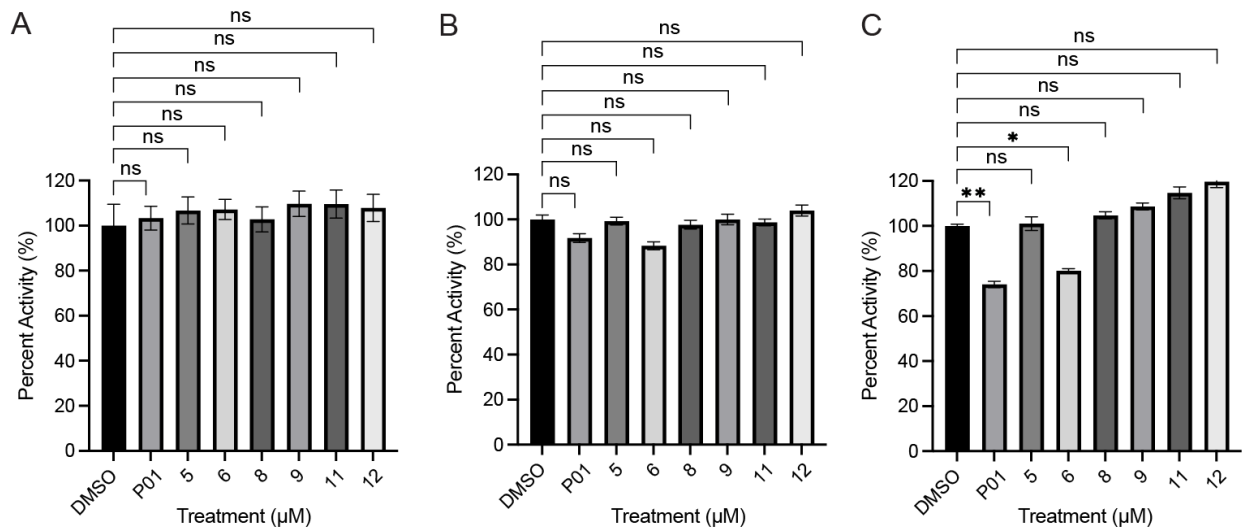 A
ns
ns
ns
ns
ns
ns
ns
Percent Activity (%)
120
100
80
60
40
20
0
DMSO
P01
5
6
8
9
11
12
Treatment (µM)
B
ns
ns
ns
ns
ns
ns
ns
Percent Activity (%)
120
100
80
60
40
20
0
DMSO
P01
5
6
8
9
11
12
Treatment (µM)
C
ns
ns
ns
ns
*
ns
**
Percent Activity (%)
120
100
80
60
40
20
0
DMSO
P01
5
6
8
9
11
12
Treatment (µM)